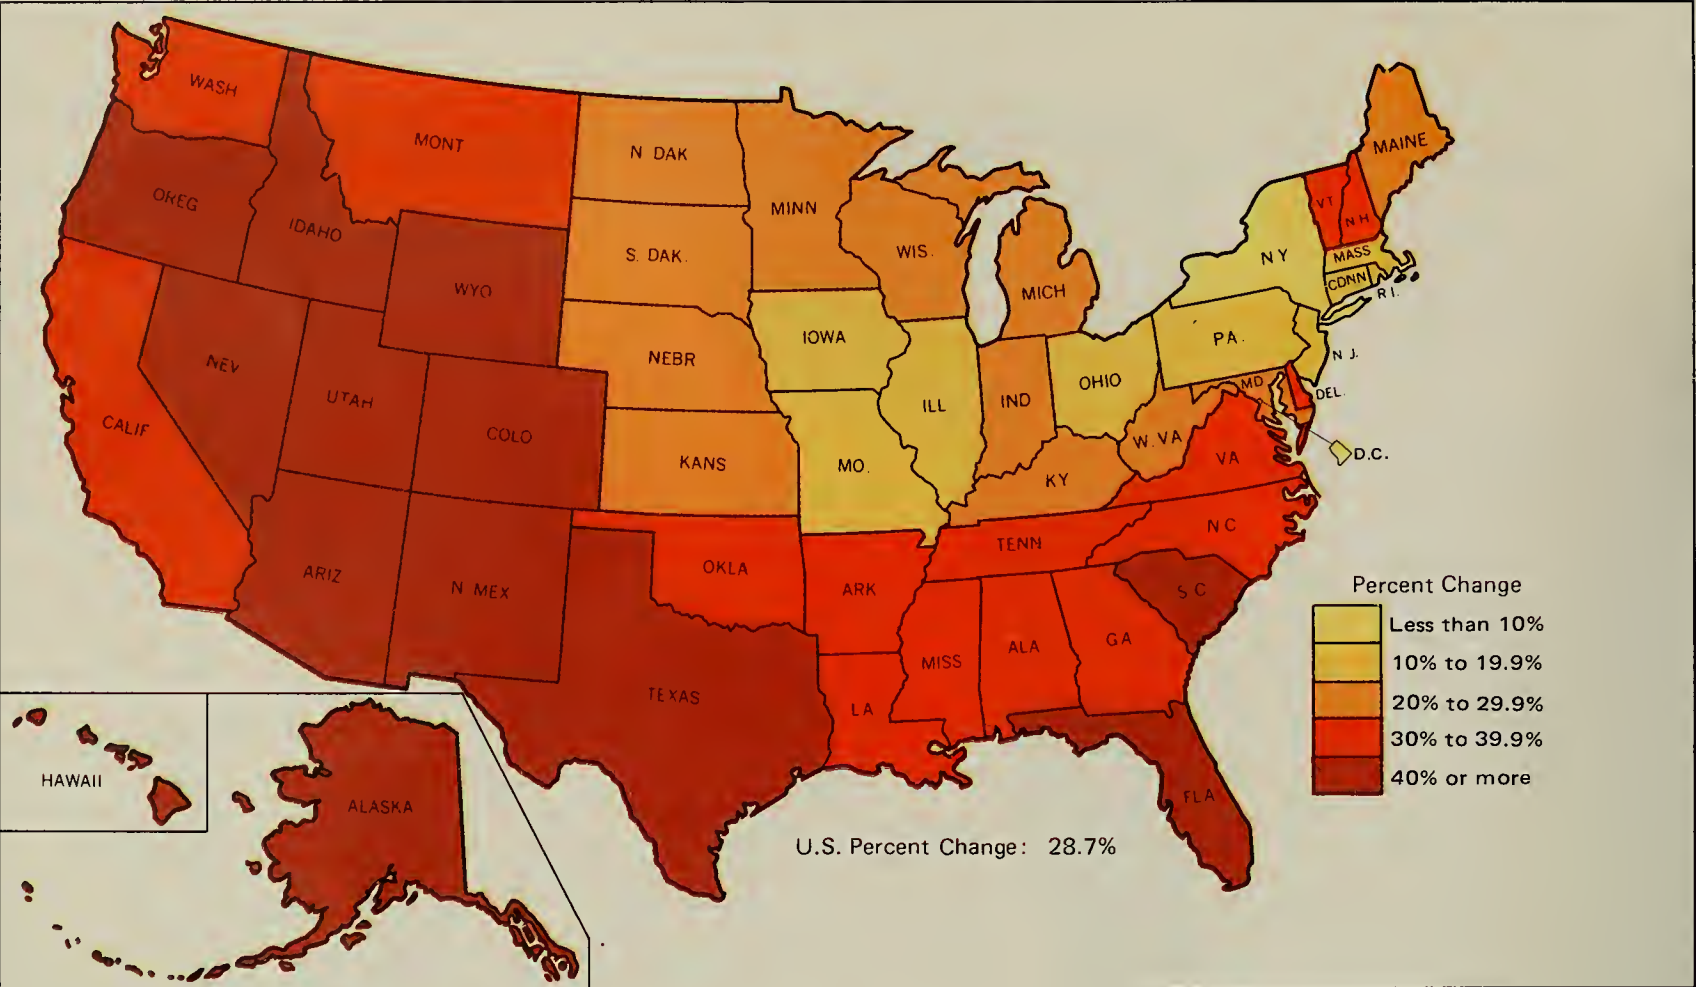 WASH
MONT
N DAK
MINN
MAINE
VT
N H
OREG
IDAHO
S. DAK.
WIS.
MICH
N Y
MASS
CDNN
R I.
WYO
IOWA
NEBR
PA.
N J.
NEV
UTAH
COLO
ILL
IND
OHIO
MD
DEL.
CALIF
KANS
MO.
W. VA
KY
VA
D.C.
ARIZ
N MEX
OKLA
ARK
TENN
N C
S C
TEXAS
LA
MISS
ALA
GA
FLA
HAWAII
ALASKA
Percent Change
Less than 10%
10% to 19.9%
20% to 29.9%
30% to 39.9%
40% or more
U.S. Percent Change: 28.7%